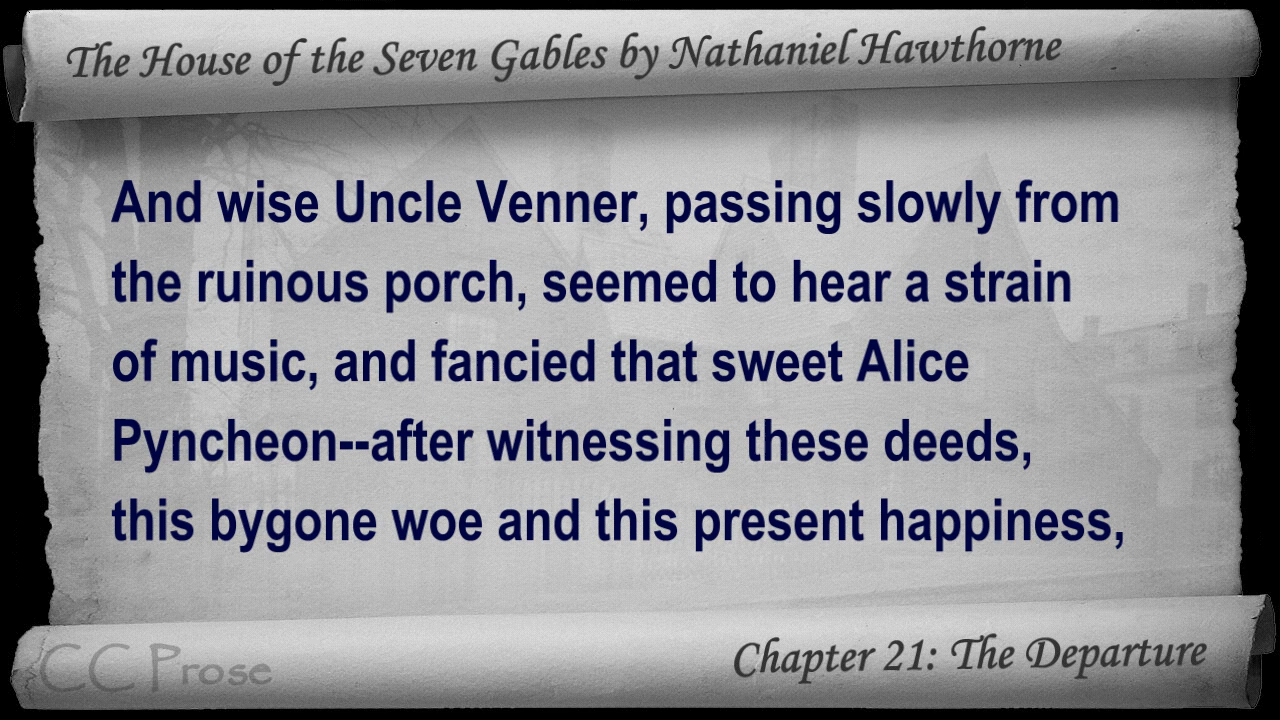 The House of the Seven Gables by Nathaniel Hawthorne
And wise Uncle Venner, passing slowly from
the ruinous porch, seemed to hear a strain
of music, and fancied that sweet Alice
Pyncheon--after witnessing these deeds,
this bygone woe and this present happiness,
CC Prose
Chapter 21: The Departure